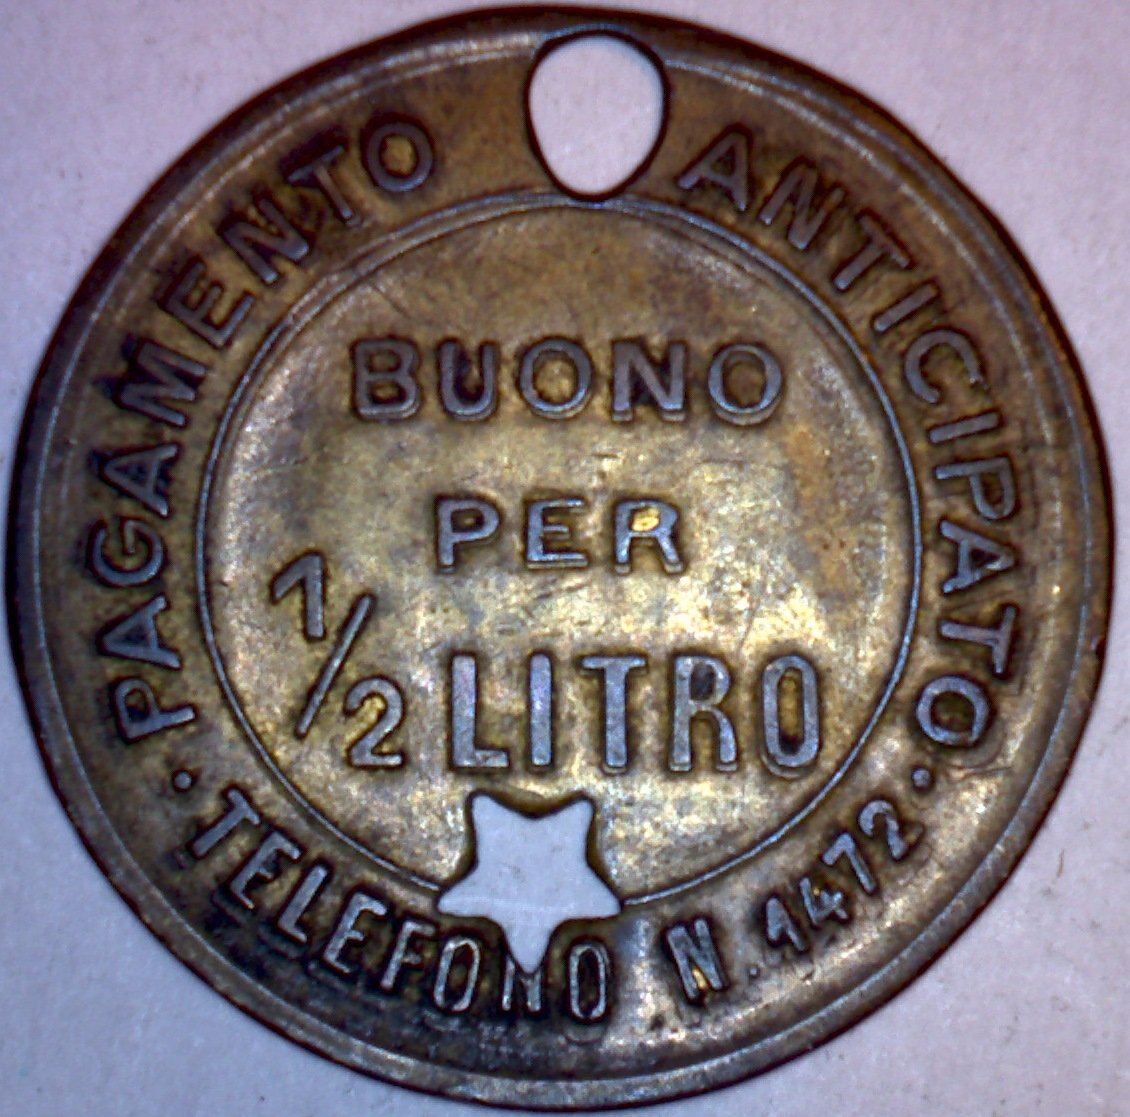 PAGAMENTO ANTICIPATO
BUONO
PER
1/2 LITRO
· TELEFONO N. 1472 ·